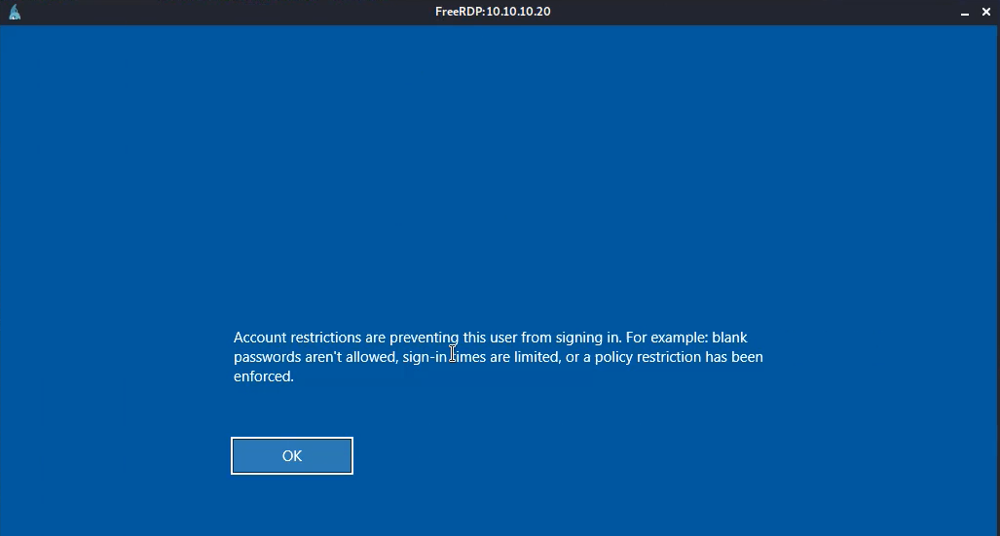 FreeRDP: 10.10.10.20
Account restrictions are preventing this user from signing in. For example: blank
passwords aren't allowed, sign-in times are limited, or a policy restriction has been
enforced.
OK